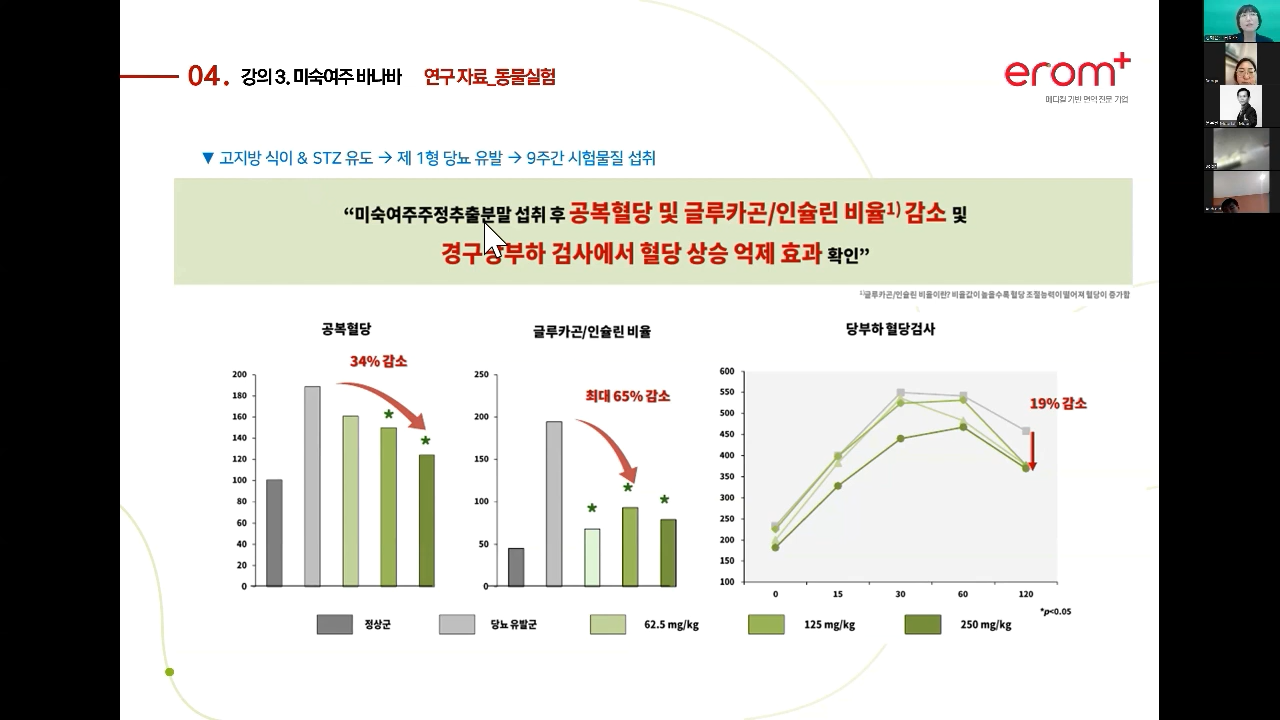 04. 강의 3. 미숙여주 바나바 연구 자료_동물실험
erom+
메디컬 기반 면역 전문 기업
▼ 고지방 식이 & STZ 유도 → 제 1형 당뇨 유발 → 9주간 시험물질 섭취
“미숙여주주정추출분말 섭취 후 공복혈당 및 글루카곤/인슐린 비율1) 감소 및
경구당부하 검사에서 혈당 상승 억제 효과 확인”
1)글루카곤/인슐린 비율이란? 비율값이 높을수록 혈당 조절능력이 떨어져 혈당이 증가함
공복혈당
34% 감소
200
180
160
140
120
100
80
60
40
20
0
*
*
글루카곤/인슐린 비율
최대 65% 감소
250
200
150
100
50
0
*
*
*
당부하 혈당검사
19% 감소
600
550
500
450
400
350
300
250
200
150
100
0 15 30 60 120
*p<0.05
정상군 당뇨 유발군 62.5 mg/kg 125 mg/kg 250 mg/kg